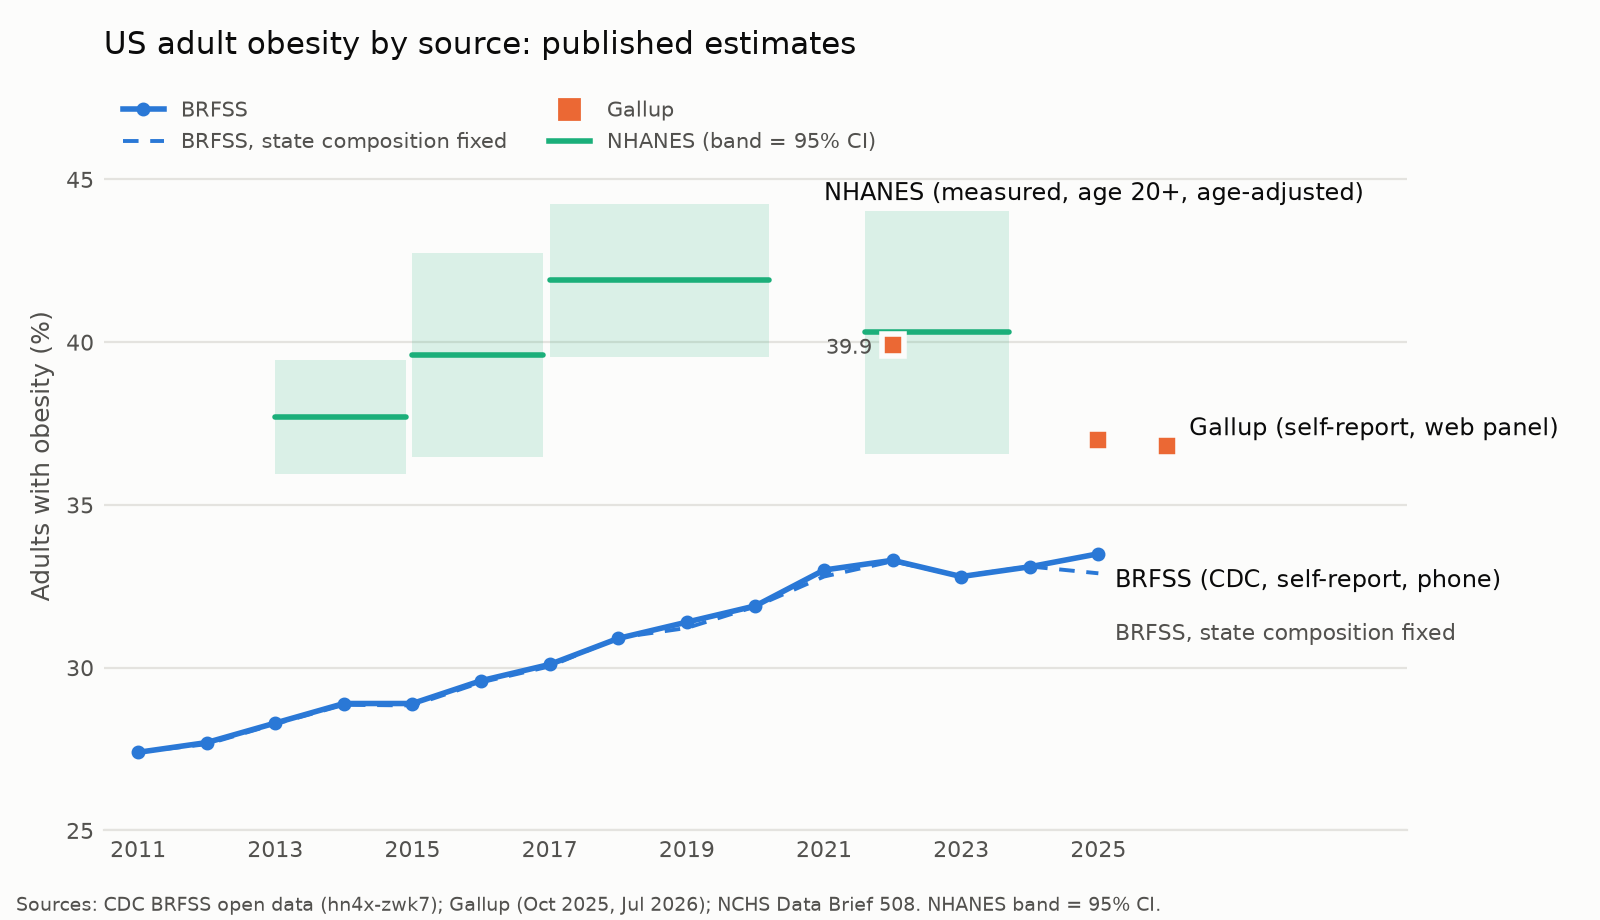 US adult obesity by source: published estimates
BRFSS
BRFSS, state composition fixed
Gallup
NHANES (band = 95% CI)
Adults with obesity (%)
45
40
35
30
25
NHANES (measured, age 20+, age-adjusted)
39.9
Gallup (self-report, web panel)
BRFSS (CDC, self-report, phone)
BRFSS, state composition fixed
2011 2013 2015 2017 2019 2021 2023 2025
Sources: CDC BRFSS open data (hn4x-zwk7); Gallup (Oct 2025, Jul 2026); NCHS Data Brief 508. NHANES band = 95% CI.